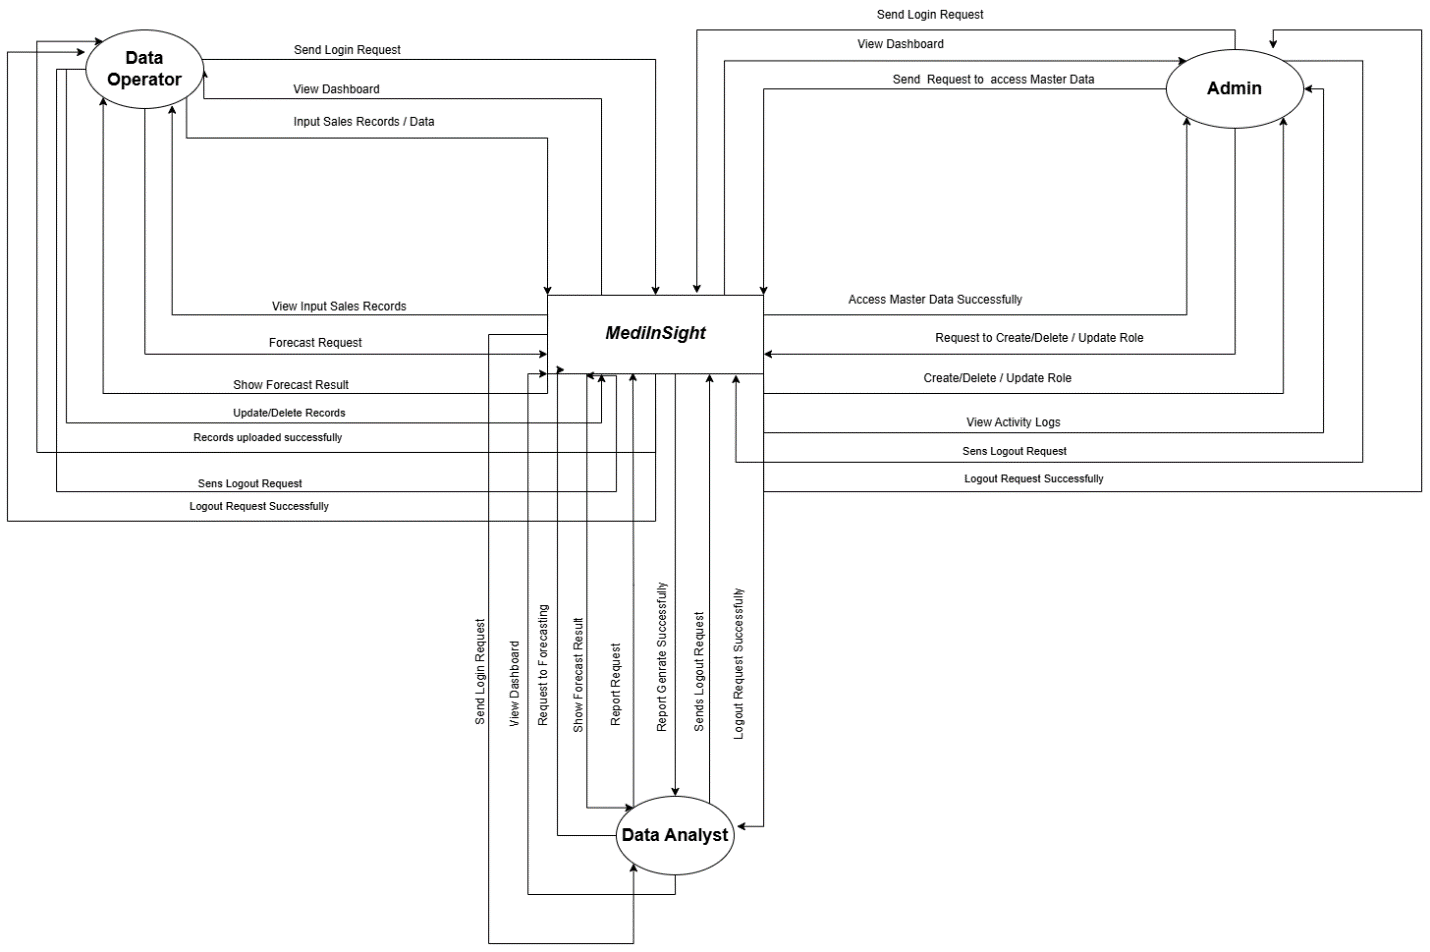 Send Login Request
View Dashboard
Send Request to access Master Data
Admin
Data
Operator
Send Login Request
View Dashboard
Input Sales Records / Data
View Input Sales Records
Forecast Request
Show Forecast Result
Update/Delete Records
Records uploaded successfully
Sens Logout Request
Logout Request Successfully
MediInSight
Access Master Data Successfully
Request to Create/Delete / Update Role
Create/Delete / Update Role
View Activity Logs
Sens Logout Request
Logout Request Successfully
Send Login Request
View Dashboard
Request to Forecasting
Show Forecast Result
Report Request
Report Genrate Successfully
Sends Logout Request
Logout Request Successfully
Data Analyst